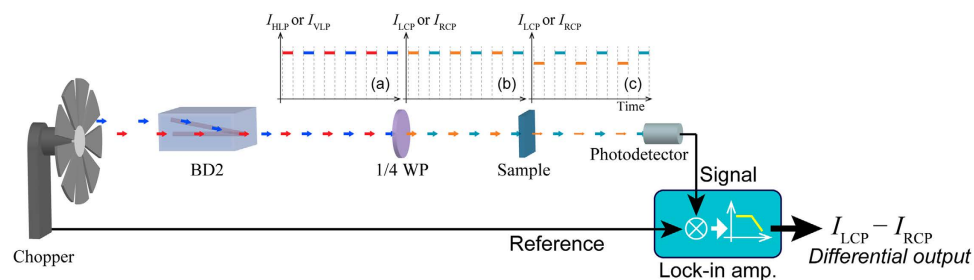 I_HLP or I_VLP
I_LCP or I_RCP
I_LCP or I_RCP
(a)
(b)
(c)
Time
BD2
1/4 WP
Sample
Photodetector
Signal
Chopper
Reference
Lock-in amp.
I_LCP − I_RCP
Differential output